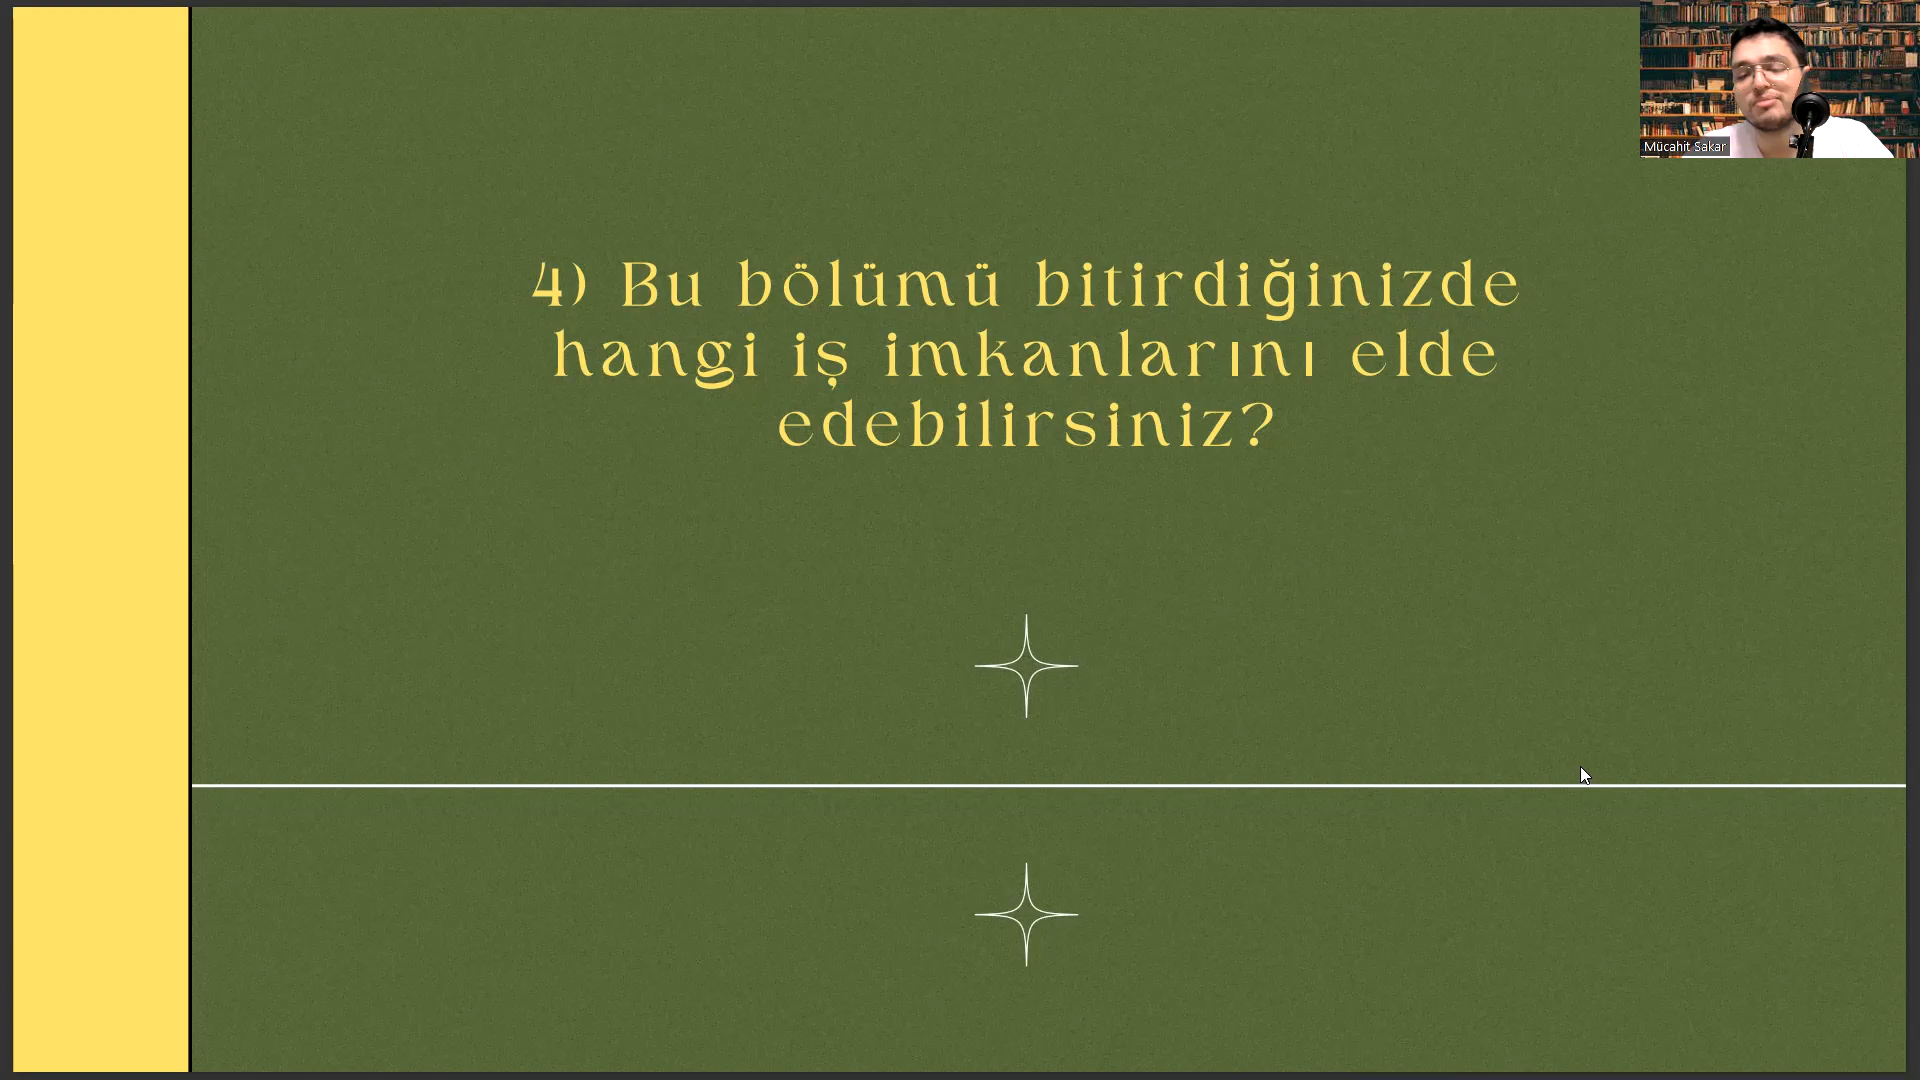 Mücahit Sakar
4) Bu bölümü bitirdiğinizde
hangi iş imkanlarını elde
edebilirsiniz?